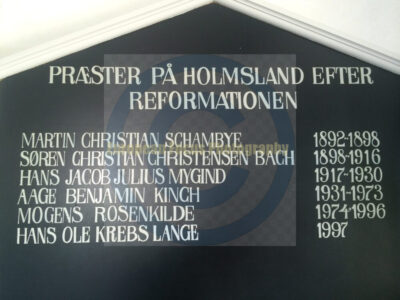 PRÆSTER PÅ HOLMSLAND EFTER
REFORMATIONEN
MARTIN CHRISTIAN SCHAMBYE 1892-1898
SØREN CHRISTIAN CHRISTENSEN BACH 1898-1916
HANS JACOB JULIUS MYGIND 1917-1930
AAGE BENJAMIN KINCH 1931-1973
MOGENS ROSENKILDE 1974-1996
HANS OLE KREBS LANGE 1997